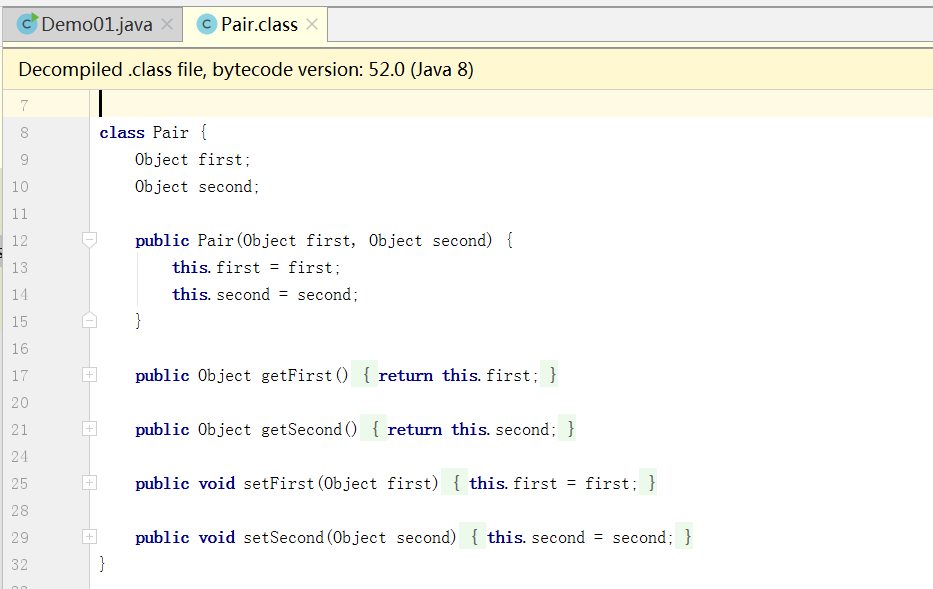 Demo01.java Pair.class
Decompiled .class file, bytecode version: 52.0 (Java 8)
7
8 class Pair {
9 Object first;
10 Object second;
11
12 public Pair(Object first, Object second) {
13 this.first = first;
14 this.second = second;
15 }
16
17 public Object getFirst() { return this.first; }
20
21 public Object getSecond() { return this.second; }
24
25 public void setFirst(Object first) { this.first = first; }
28
29 public void setSecond(Object second) { this.second = second; }
32 }